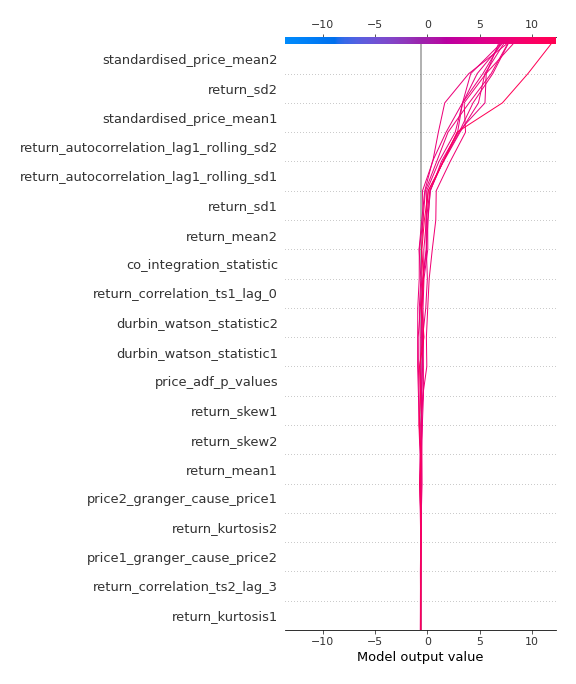 −10 −5 0 5 10
standardised_price_mean2
return_sd2
standardised_price_mean1
return_autocorrelation_lag1_rolling_sd2
return_autocorrelation_lag1_rolling_sd1
return_sd1
return_mean2
co_integration_statistic
return_correlation_ts1_lag_0
durbin_watson_statistic2
durbin_watson_statistic1
price_adf_p_values
return_skew1
return_skew2
return_mean1
price2_granger_cause_price1
return_kurtosis2
price1_granger_cause_price2
return_correlation_ts2_lag_3
return_kurtosis1
−10 −5 0 5 10
Model output value